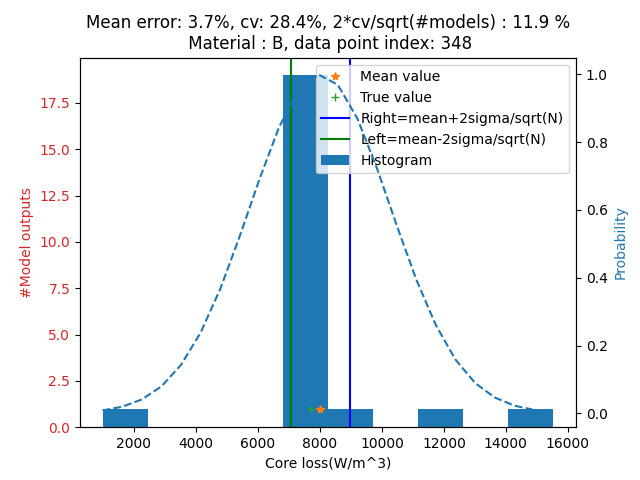 Mean error: 3.7%, cv: 28.4%, 2*cv/sqrt(#models) : 11.9 %
Material : B, data point index: 348
Mean value
True value
Right=mean+2sigma/sqrt(N)
Left=mean-2sigma/sqrt(N)
Histogram
#Model outputs
17.5
15.0
12.5
10.0
7.5
5.0
2.5
0.0
1.0
0.8
0.6
0.4
0.2
0.0
Probability
2000 4000 6000 8000 10000 12000 14000 16000
Core loss(W/m^3)